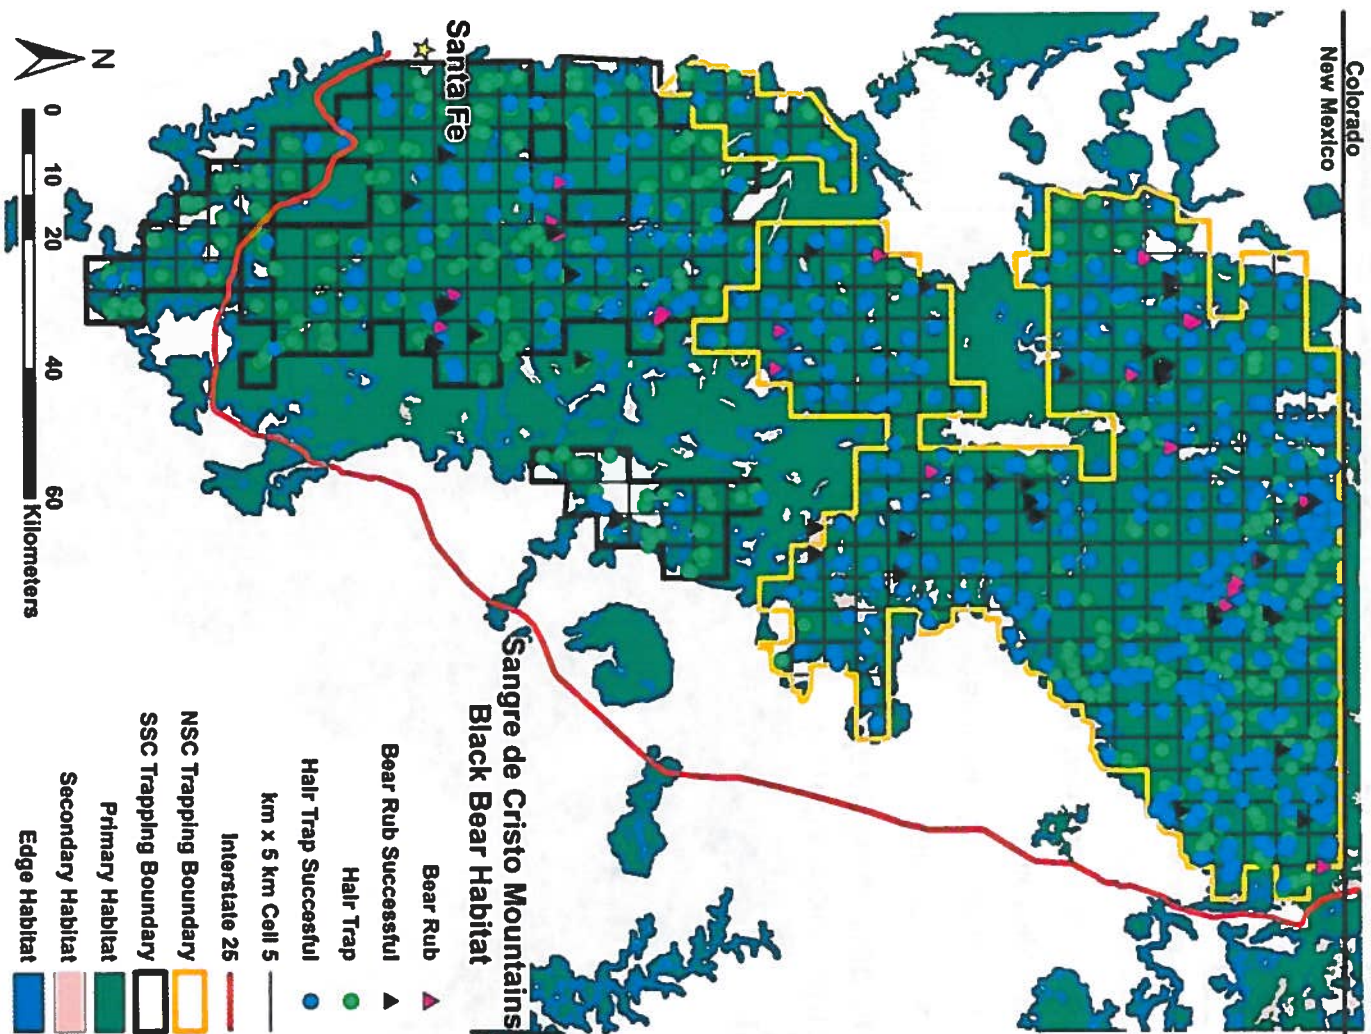 Colorado
New Mexico
Santa Fe
N
0 10 20 40 60
Kilometers
Sangre de Cristo Mountains
Black Bear Habitat
Bear Rub
Bear Rub Successful
Hair Trap
Hair Trap Succesful
km x 5 km Cell 5
Interstate 25
NSC Trapping Boundary
SSC Trapping Boundary
Primary Habitat
Secondary Habitat
Edge Habitat